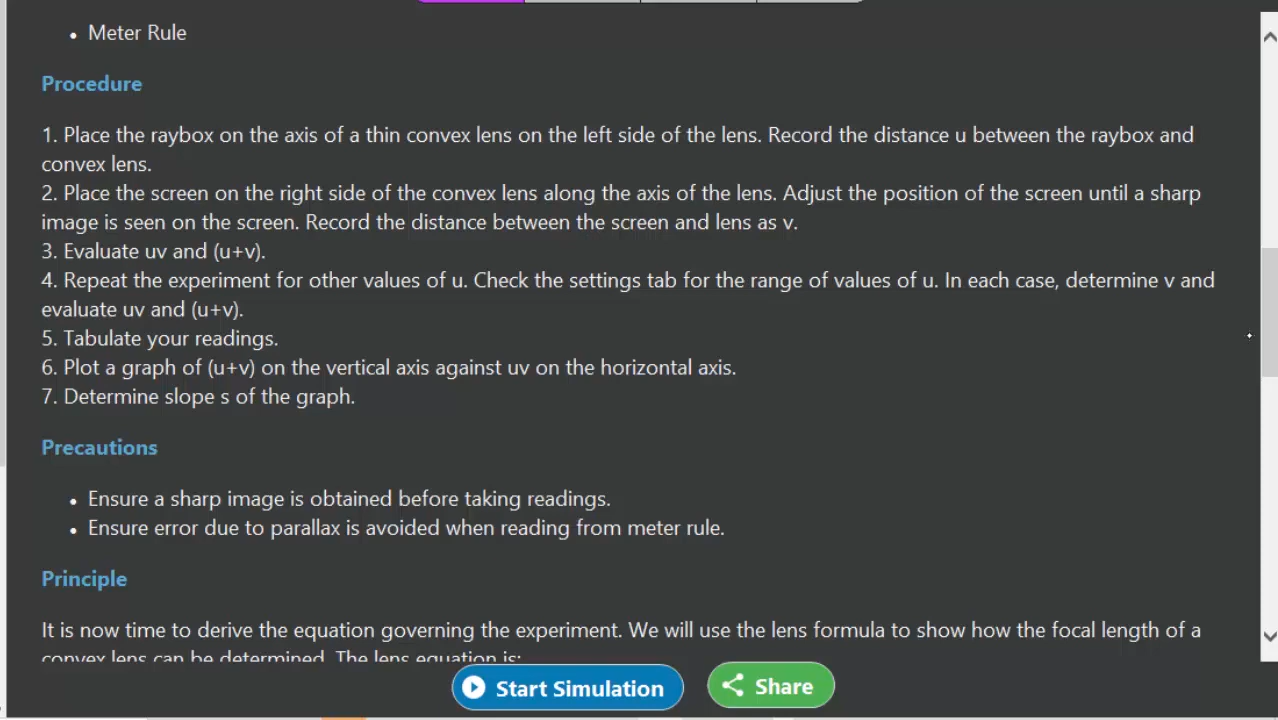 • Meter Rule
Procedure
1. Place the raybox on the axis of a thin convex lens on the left side of the lens. Record the distance u between the raybox and
convex lens.
2. Place the screen on the right side of the convex lens along the axis of the lens. Adjust the position of the screen until a sharp
image is seen on the screen. Record the distance between the screen and lens as v.
3. Evaluate uv and (u+v).
4. Repeat the experiment for other values of u. Check the settings tab for the range of values of u. In each case, determine v and
evaluate uv and (u+v).
5. Tabulate your readings.
6. Plot a graph of (u+v) on the vertical axis against uv on the horizontal axis.
7. Determine slope s of the graph.
Precautions
• Ensure a sharp image is obtained before taking readings.
• Ensure error due to parallax is avoided when reading from meter rule.
Principle
It is now time to derive the equation governing the experiment. We will use the lens formula to show how the focal length of a
convex lens can be determined. The lens equation is:
Start Simulation
Share